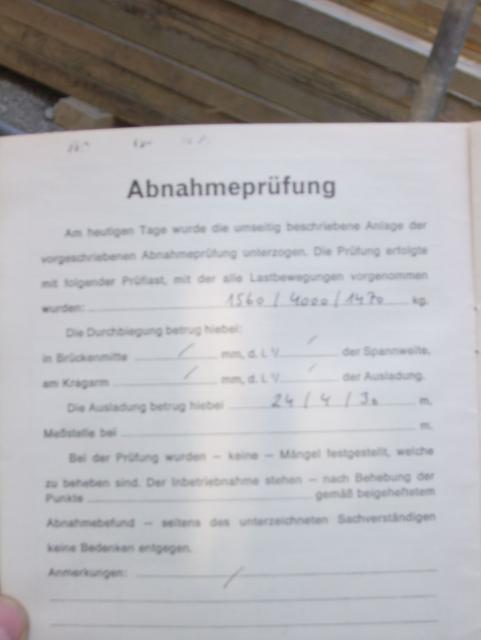 Abnahmeprüfung
Am heutigen Tage wurde die umseitig beschriebene Anlage der
vorgeschriebenen Abnahmeprüfung unterzogen. Die Prüfung erfolgte
mit folgender Prüflast, mit der alle Lastbewegungen vorgenommen
wurden: 1560 / 4000 / 1470 kg.
Die Durchbiegung betrug hiebei:
in Brückenmitte / mm, d. i. 1/ / der Spannweite,
am Kragarm / mm, d. i. 1/ / der Ausladung.
Die Ausladung betrug hiebei 24 / 4 / 30 m,
Meßstelle bei m.
Bei der Prüfung wurden – keine – Mängel festgestellt, welche
zu beheben sind. Der Inbetriebnahme stehen – nach Behebung der
Punkte gemäß beigeheftetem
Abnahmebefund – seitens des unterzeichneten Sachverständigen
keine Bedenken entgegen.
Anmerkungen: /